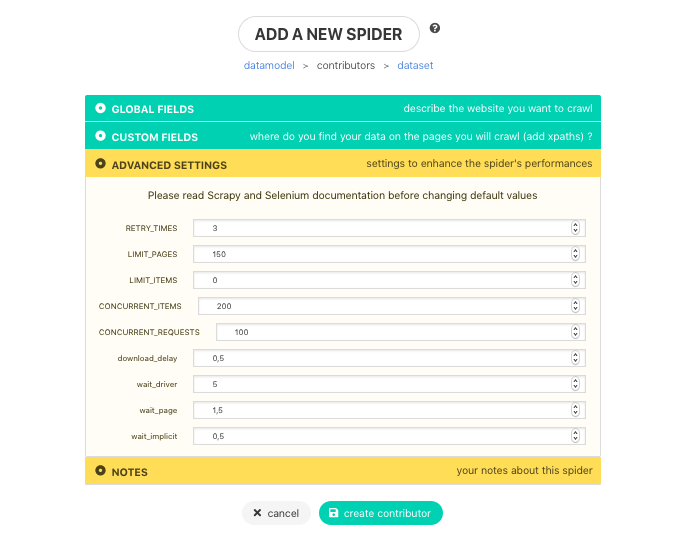 ADD A NEW SPIDER ?
datamodel > contributors > dataset
GLOBAL FIELDS describe the website you want to crawl
CUSTOM FIELDS where do you find your data on the pages you will crawl (add xpaths) ?
ADVANCED SETTINGS settings to enhance the spider's performances
Please read Scrapy and Selenium documentation before changing default values
RETRY_TIMES 3
LIMIT_PAGES 150
LIMIT_ITEMS 0
CONCURRENT_ITEMS 200
CONCURRENT_REQUESTS 100
download_delay 0,5
wait_driver 5
wait_page 1,5
wait_implicit 0,5
NOTES your notes about this spider
cancel create contributor